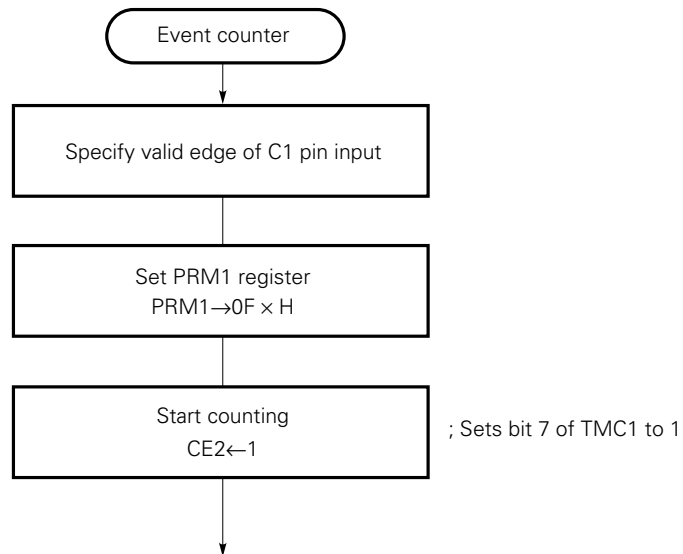 Event counter
Specify valid edge of C1 pin input
Set PRM1 register
PRM1→0F × H
Start counting
CE2←1
; Sets bit 7 of TMC1 to 1